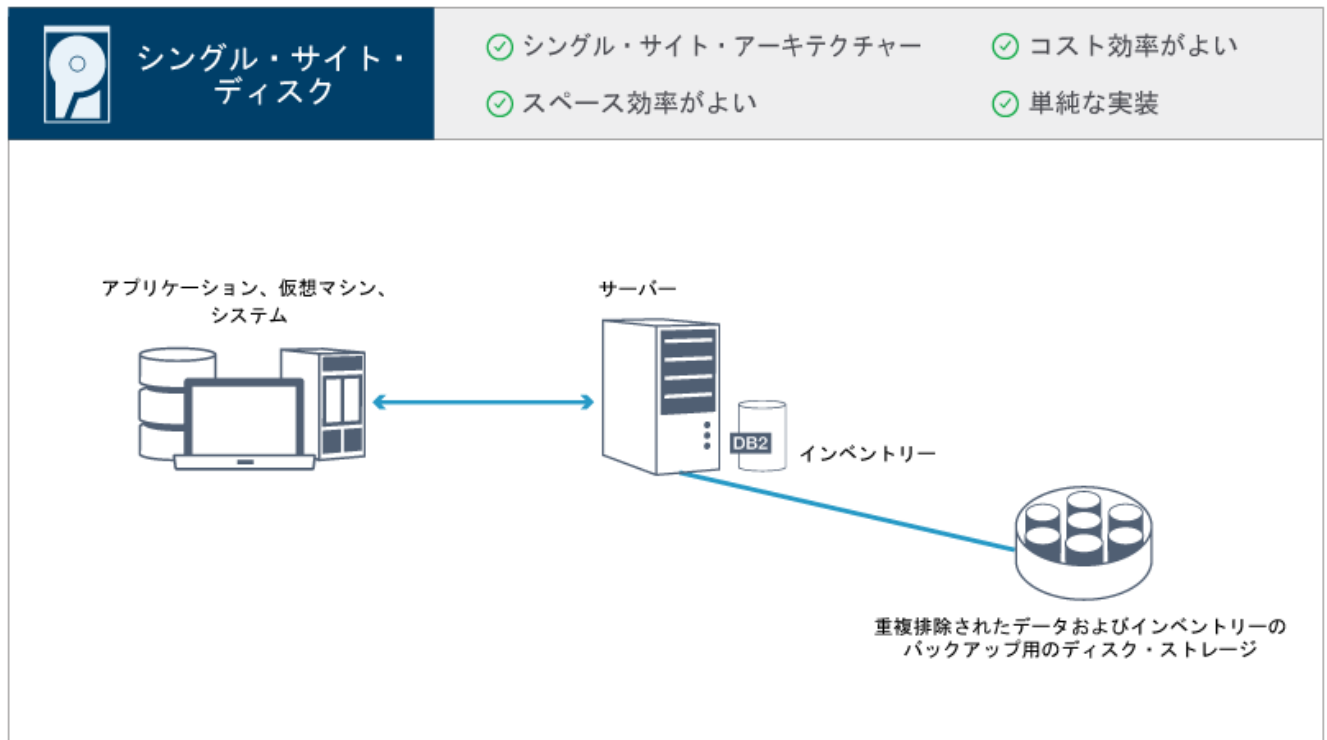 シングル・サイト・
ディスク
シングル・サイト・アーキテクチャー
コスト効率がよい
スペース効率がよい
単純な実装
アプリケーション、仮想マシン、
システム
サーバー
DB2
インベントリー
重複排除されたデータおよびインベントリーの
バックアップ用のディスク・ストレージ